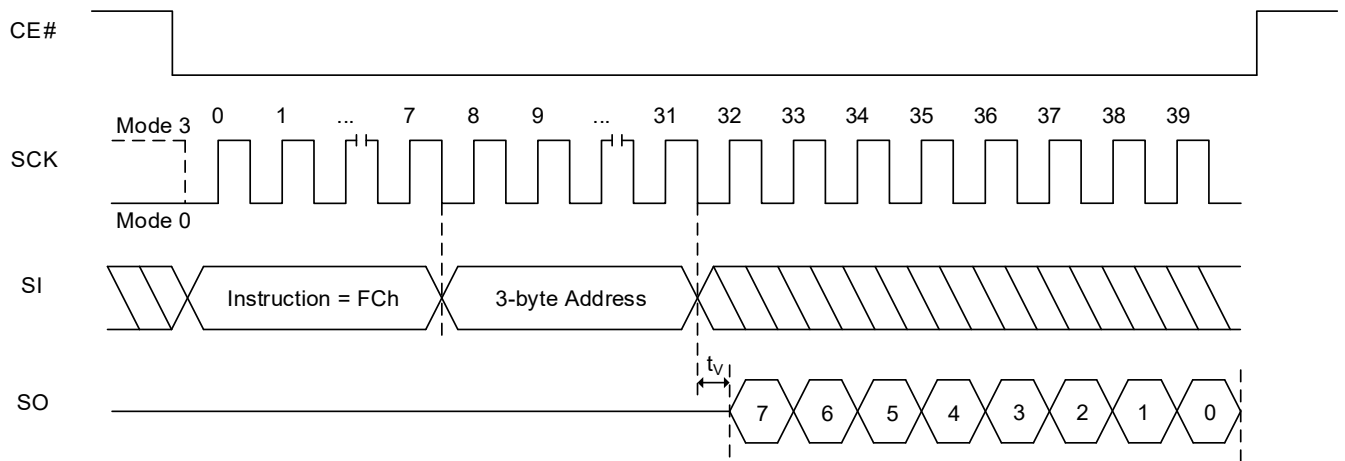 CE#
0 1 ... 7 8 9 ... 31 32 33 34 35 36 37 38 39
Mode 3
SCK
Mode 0
SI
Instruction = FCh 3-byte Address
tV
SO
7 6 5 4 3 2 1 0